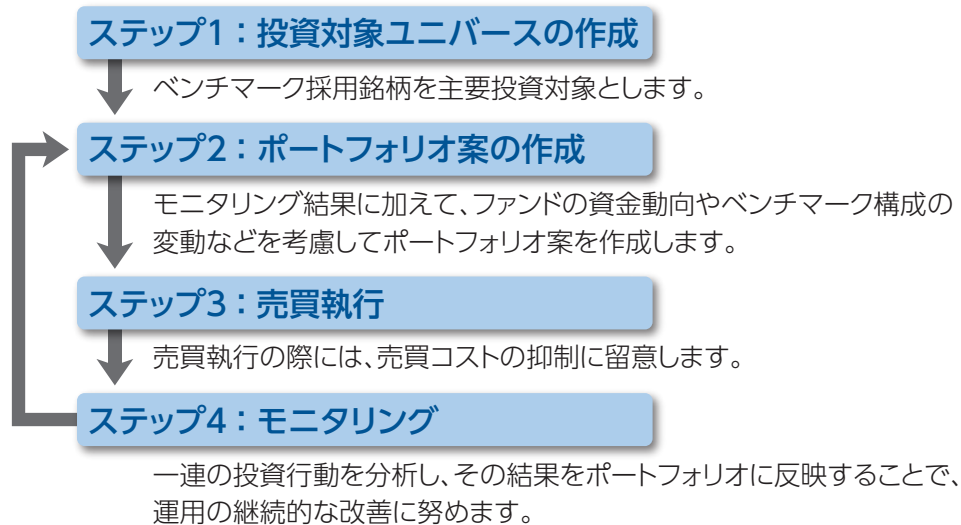 ステップ1：投資対象ユニバースの作成
ベンチマーク採用銘柄を主要投資対象とします。
ステップ2：ポートフォリオ案の作成
モニタリング結果に加えて、ファンドの資金動向やベンチマーク構成の
変動などを考慮してポートフォリオ案を作成します。
ステップ3：売買執行
売買執行の際には、売買コストの抑制に留意します。
ステップ4：モニタリング
一連の投資行動を分析し、その結果をポートフォリオに反映することで、
運用の継続的な改善に努めます。